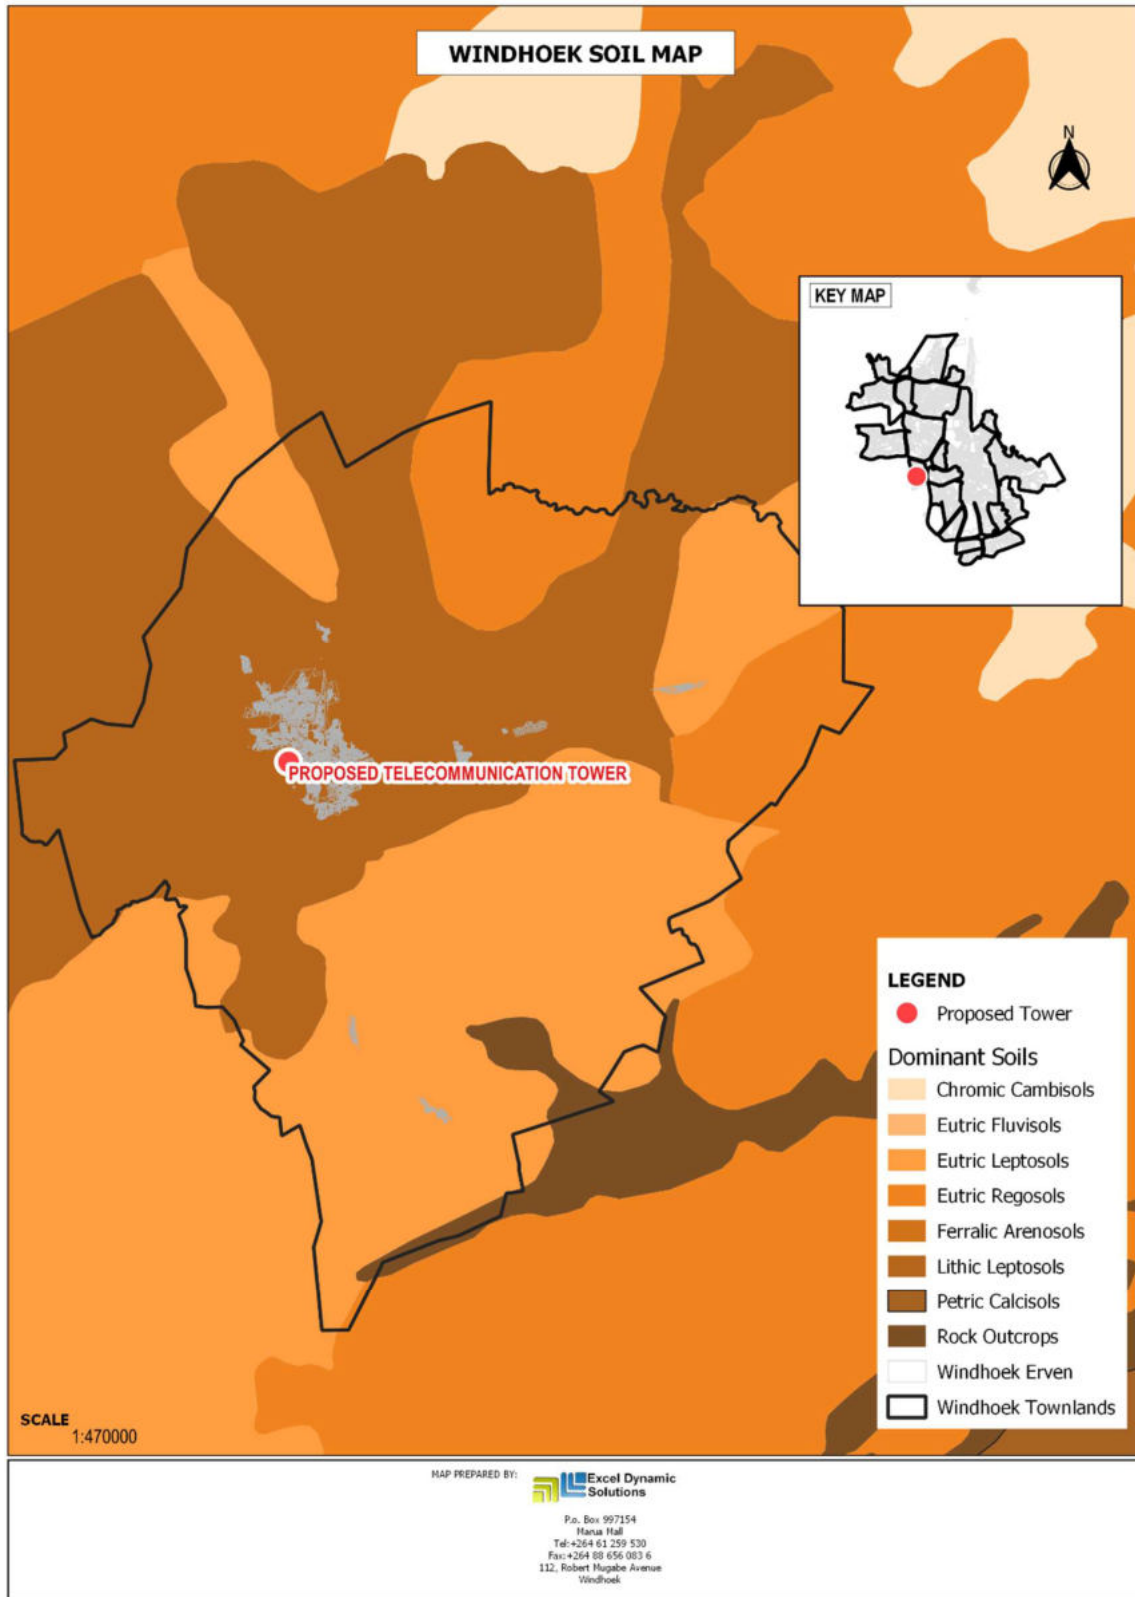 WINDHOEK SOIL MAP
N
KEY MAP
PROPOSED TELECOMMUNICATION TOWER
LEGEND
Proposed Tower
Dominant Soils
Chromic Cambisols
Eutric Fluvisols
Eutric Leptosols
Eutric Regosols
Ferralic Arenosols
Lithic Leptosols
Petric Calcisols
Rock Outcrops
Windhoek Erven
Windhoek Townlands
SCALE
1:470000
MAP PREPARED BY:
Excel Dynamic
Solutions
P.o. Box 997154
Marua Mall
Tel:+264 61 259 530
Fax:+264 88 656 083 6
112, Robert Mugabe Avenue
Windhoek